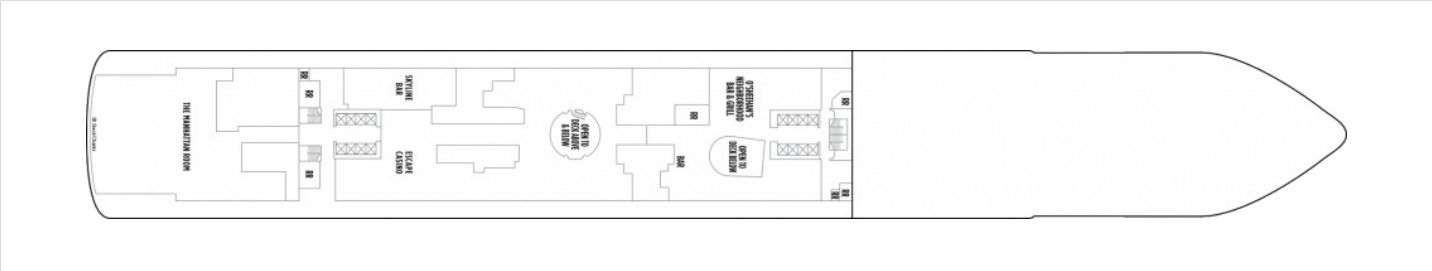 THE MANHATTAN ROOM
RR
RR
RR
SKYLINE
BAR
ESCAPE
CASINO
OPEN TO
DECK ABOVE
& BELOW
RR
BAR
O'SHEEHAN'S
NEIGHBORHOOD
BAR & GRILL
OPEN TO
DECK BELOW
RR
RR
RR